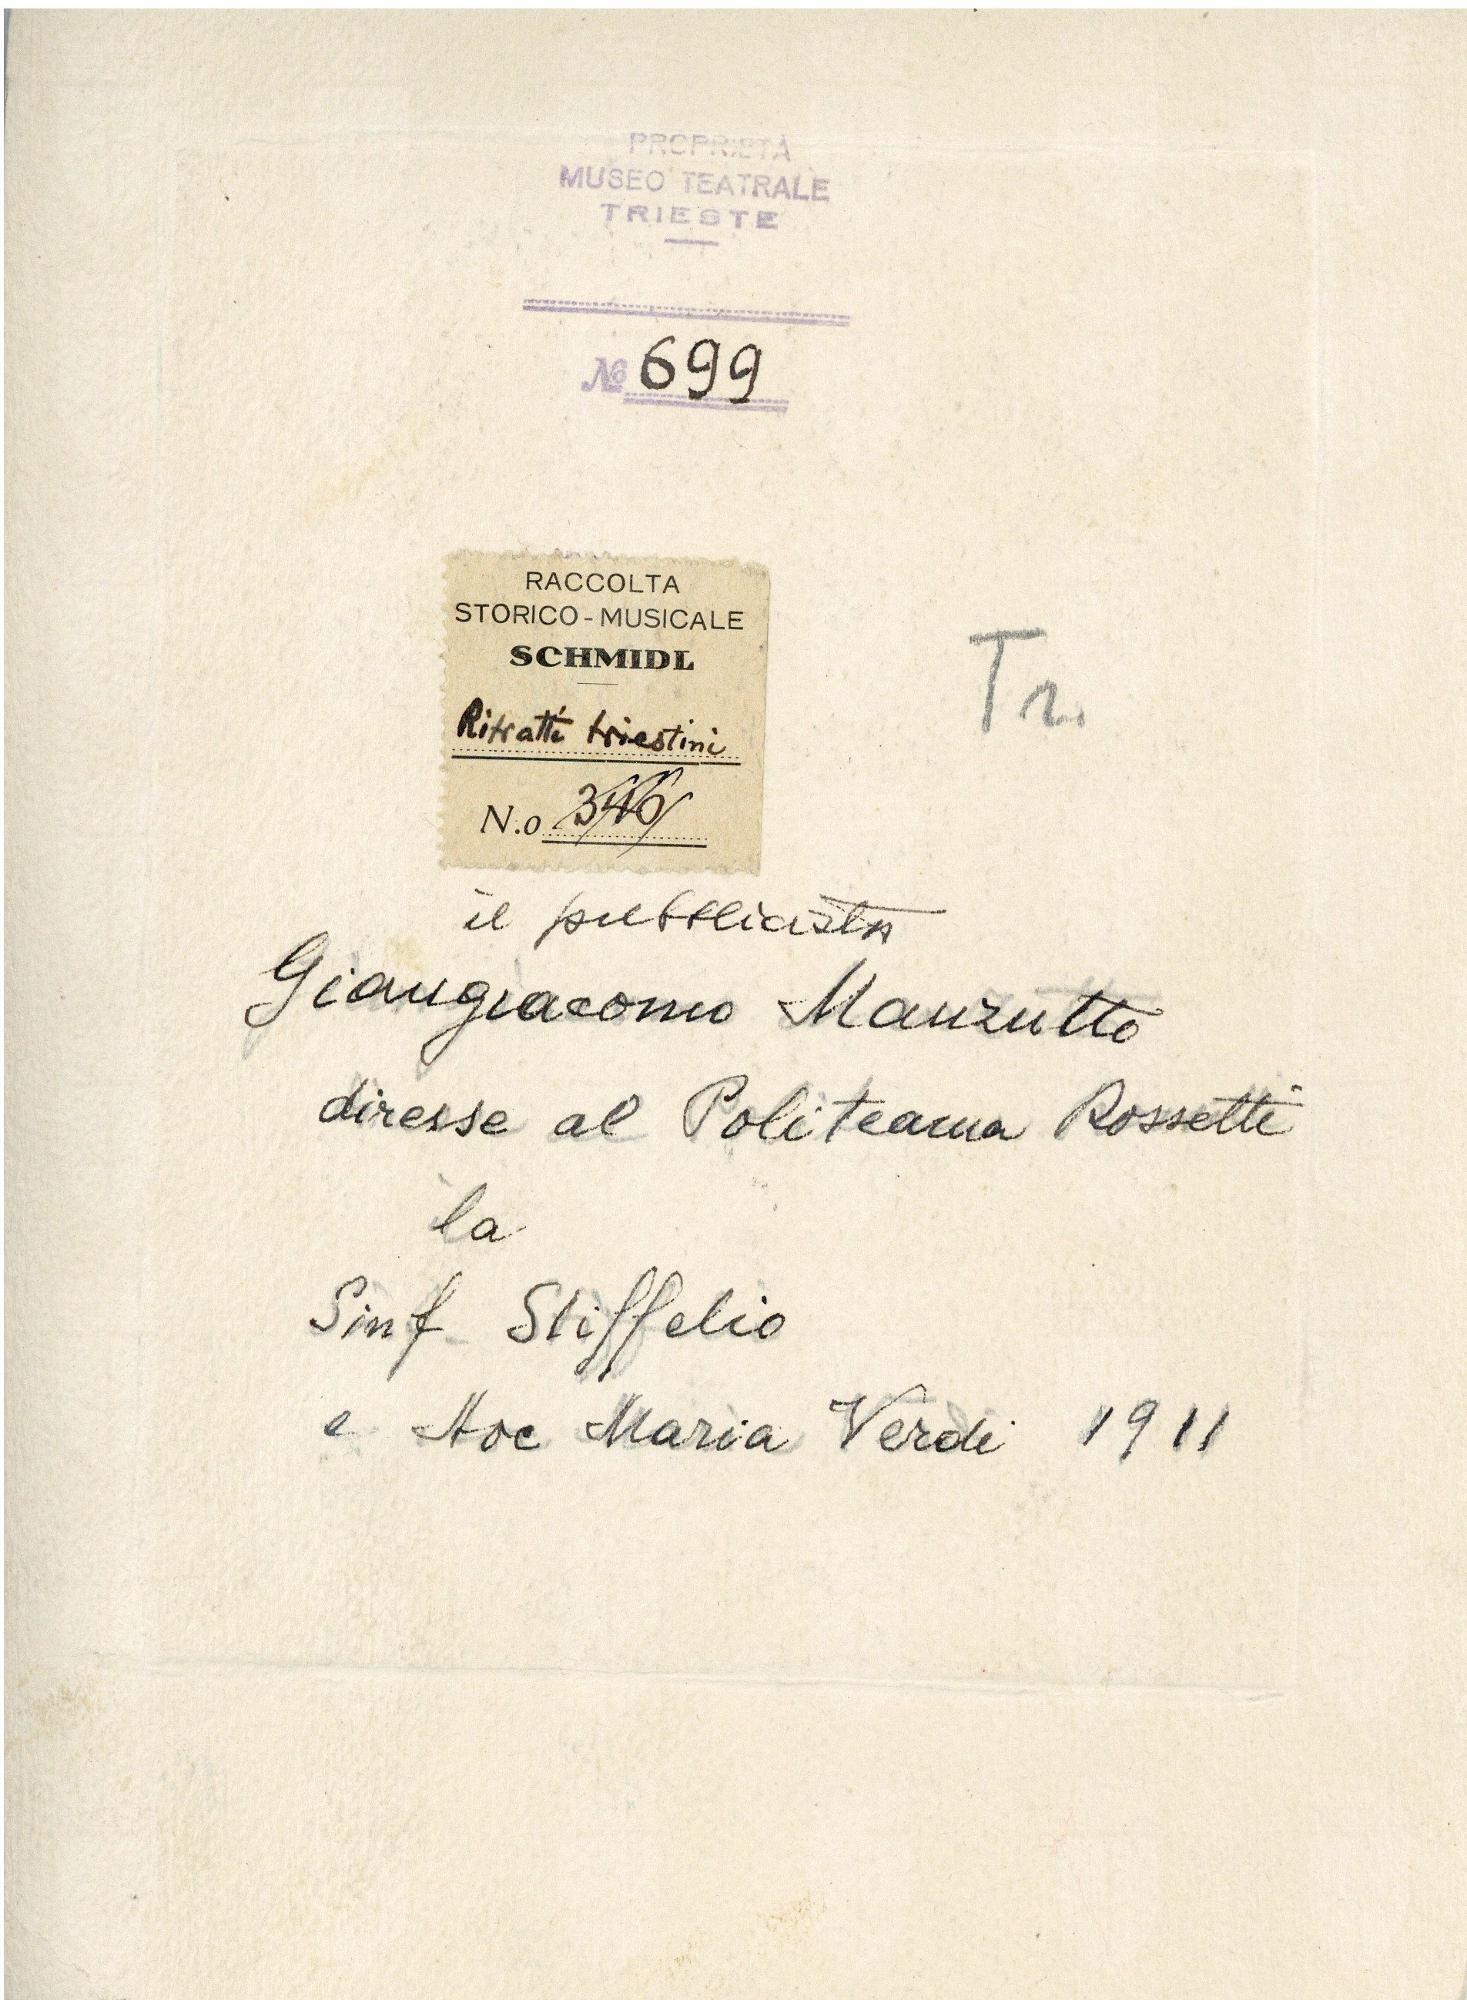 PROPRIETÀ
MUSEO TEATRALE
TRIESTE
No 699
RACCOLTA
STORICO-MUSICALE
SCHMIDL
Ritratti triestini
N.o 346
Tr.
il pubblicista
Giangiacomo Manzutto
diresse al Politeama Rossetti
la
Sinf Stiffelio
e Ave Maria Verdi 1911